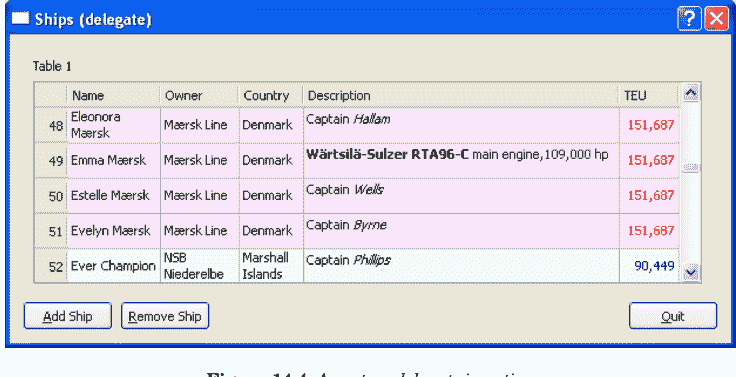 Ships (delegate)
Table 1
Name Owner Country Description TEU
48 Eleonora Mærsk Mærsk Line Denmark Captain Hallam 151,687
49 Emma Mærsk Mærsk Line Denmark Wärtsilä-Sulzer RTA96-C main engine,109,000 hp 151,687
50 Estelle Mærsk Mærsk Line Denmark Captain Wells 151,687
51 Evelyn Mærsk Mærsk Line Denmark Captain Byrne 151,687
52 Ever Champion NSB Niederelbe Marshall Islands Captain Phillips 90,449
Add Ship Remove Ship Quit